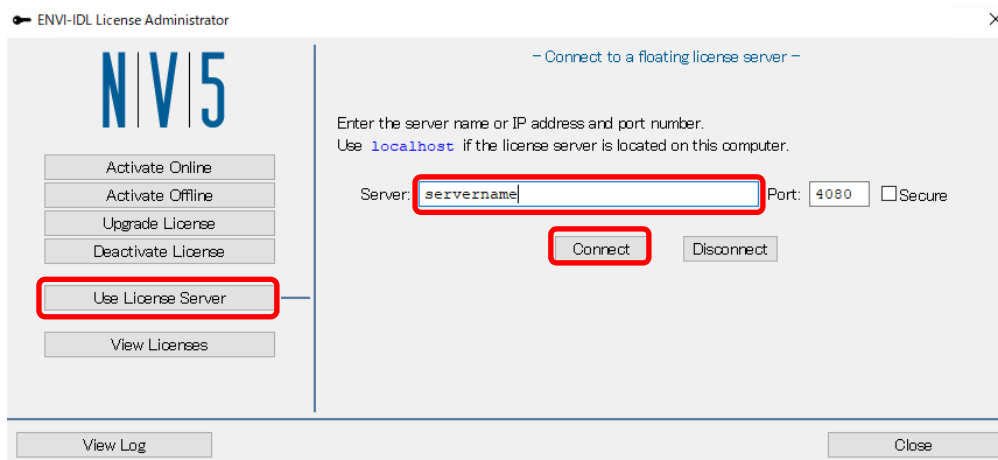 ENVI-IDL License Administrator
N|V|5
Activate Online
Activate Offline
Upgrade License
Deactivate License
Use License Server
View Licenses
– Connect to a floating license server –
Enter the server name or IP address and port number.
Use localhost if the license server is located on this computer.
Server: servername Port: 4080 Secure
Connect Disconnect
View Log Close